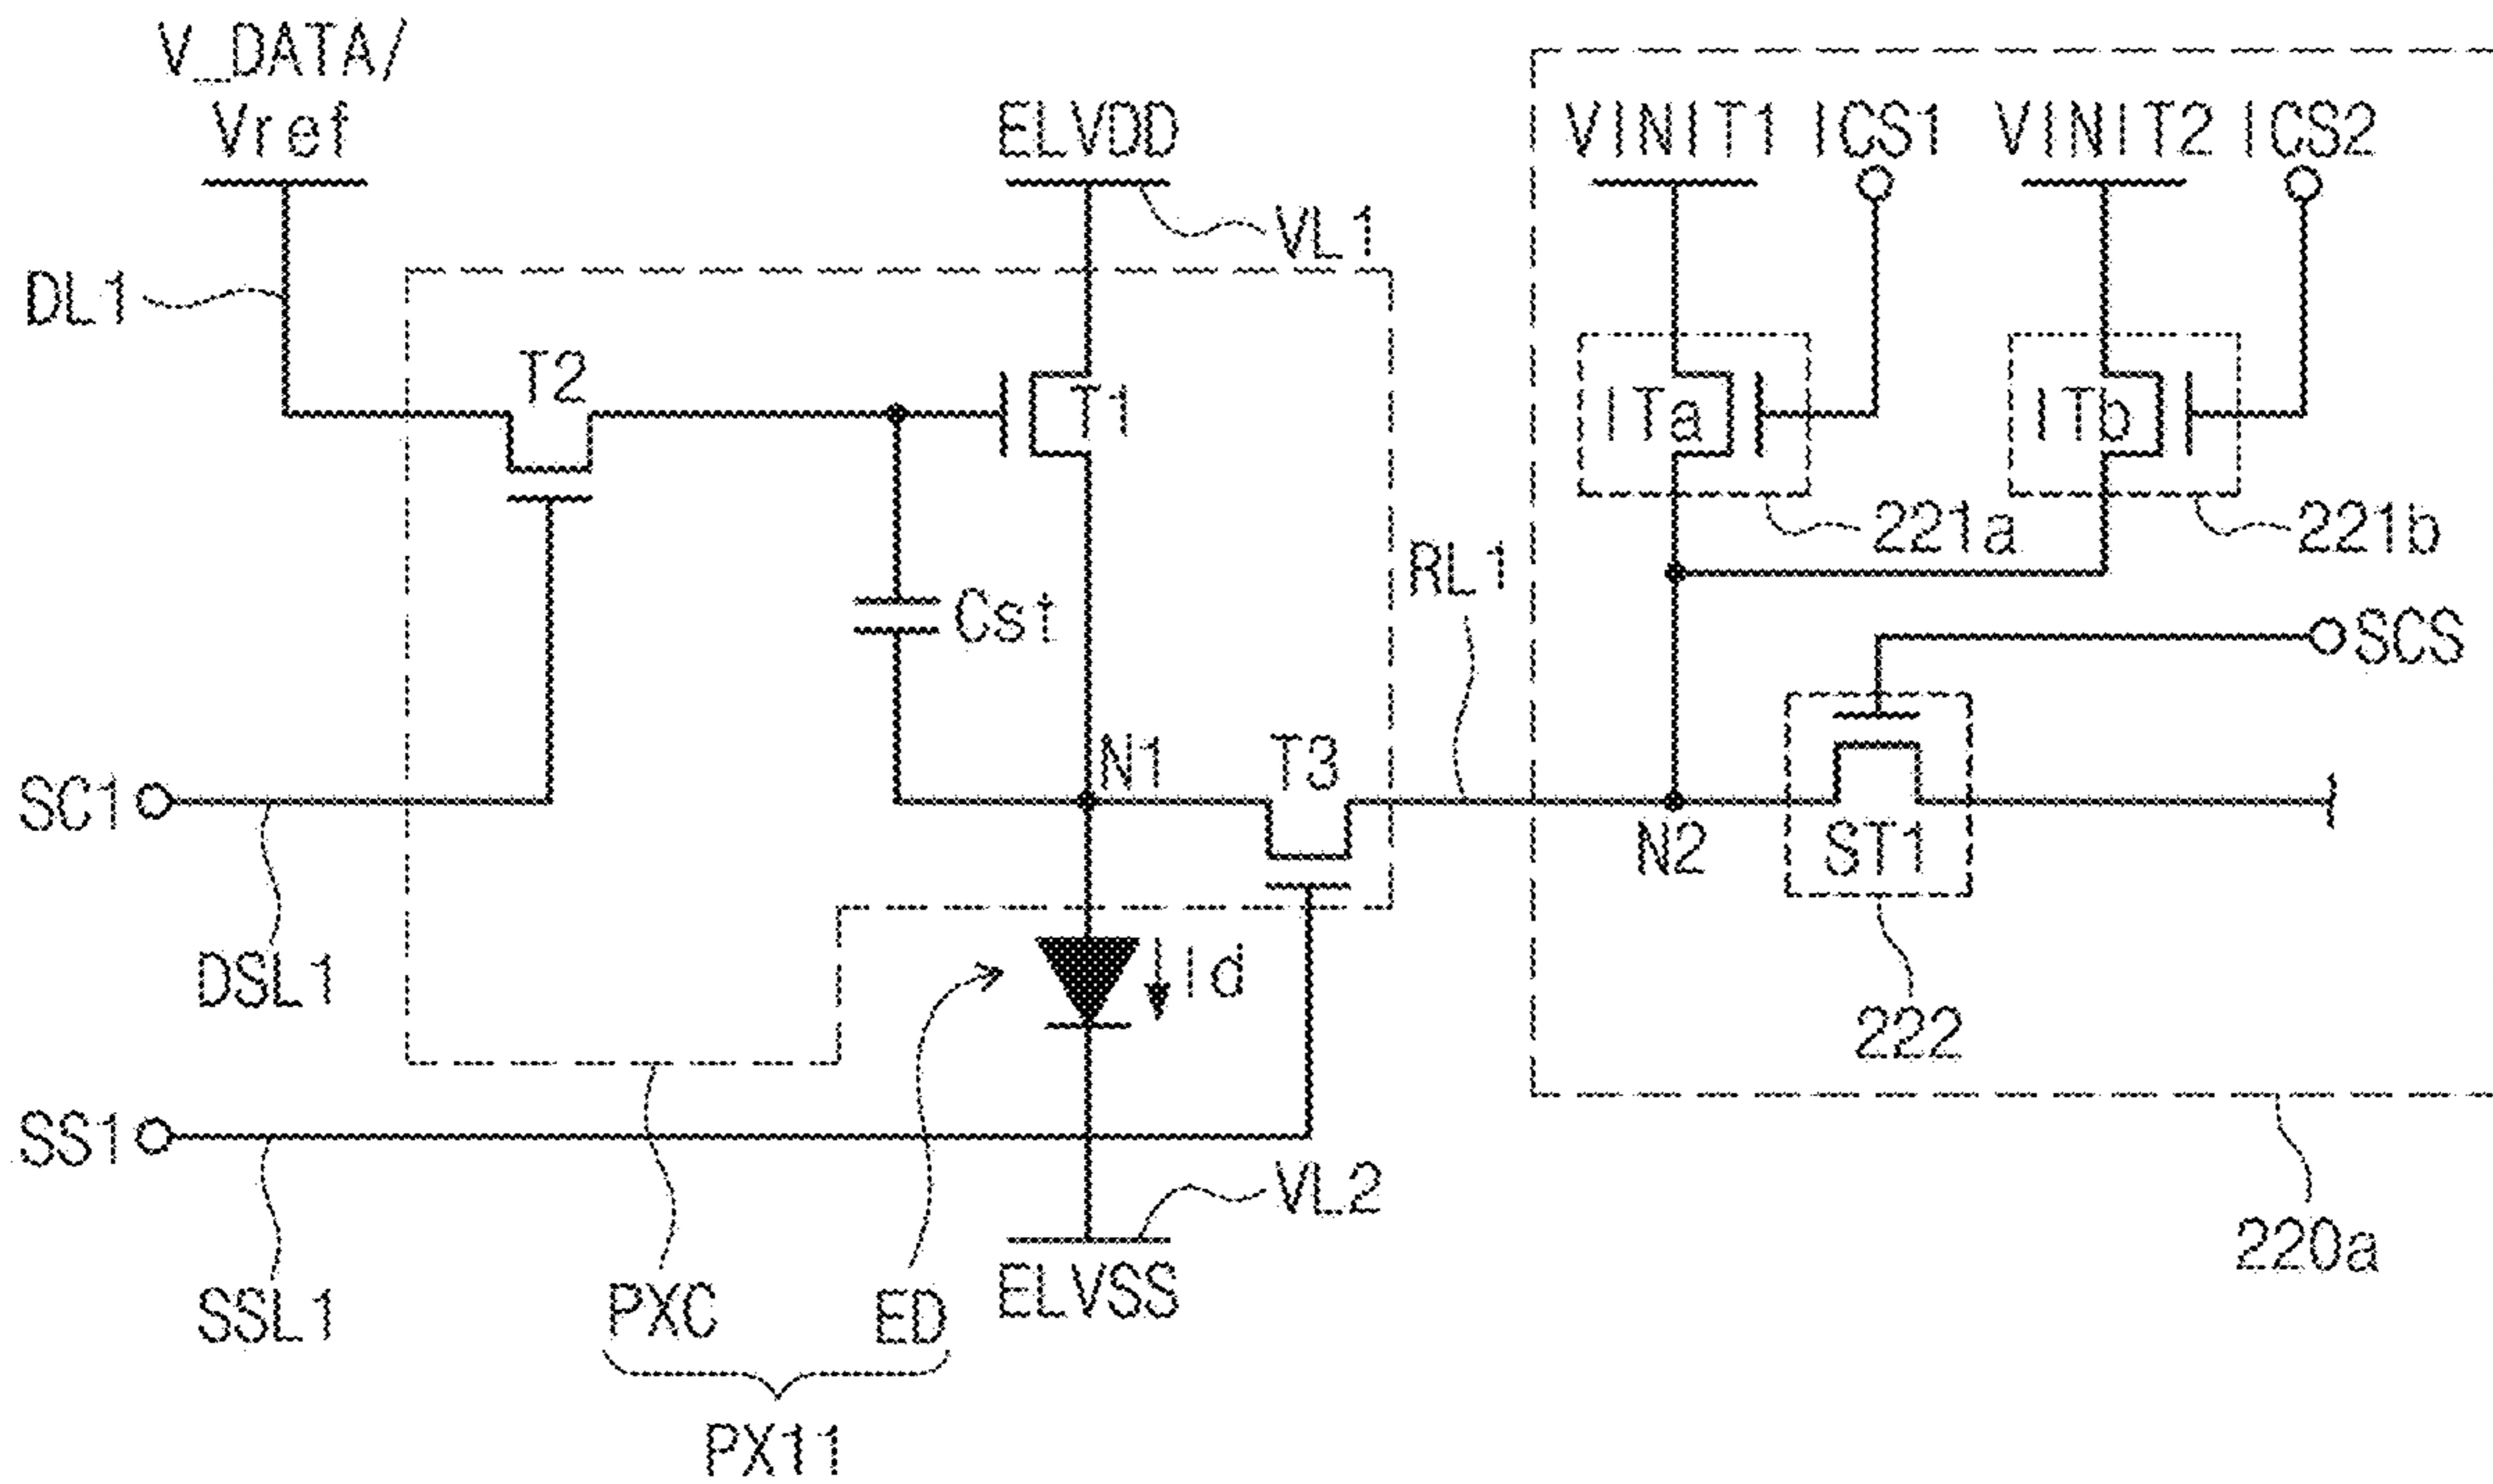 V_DATA/
Vref
ELVDD
VINIT1 ICS1
VINIT2 ICS2
VL1
DL1
T2
T1
ITa
ITb
221a
221b
RL1
Cst
SCS
N1
T3
SC1
N2
ST1
DSL1
Id
222
SS1
VL2
220a
SSL1
PXC
ED
ELVSS
PX11